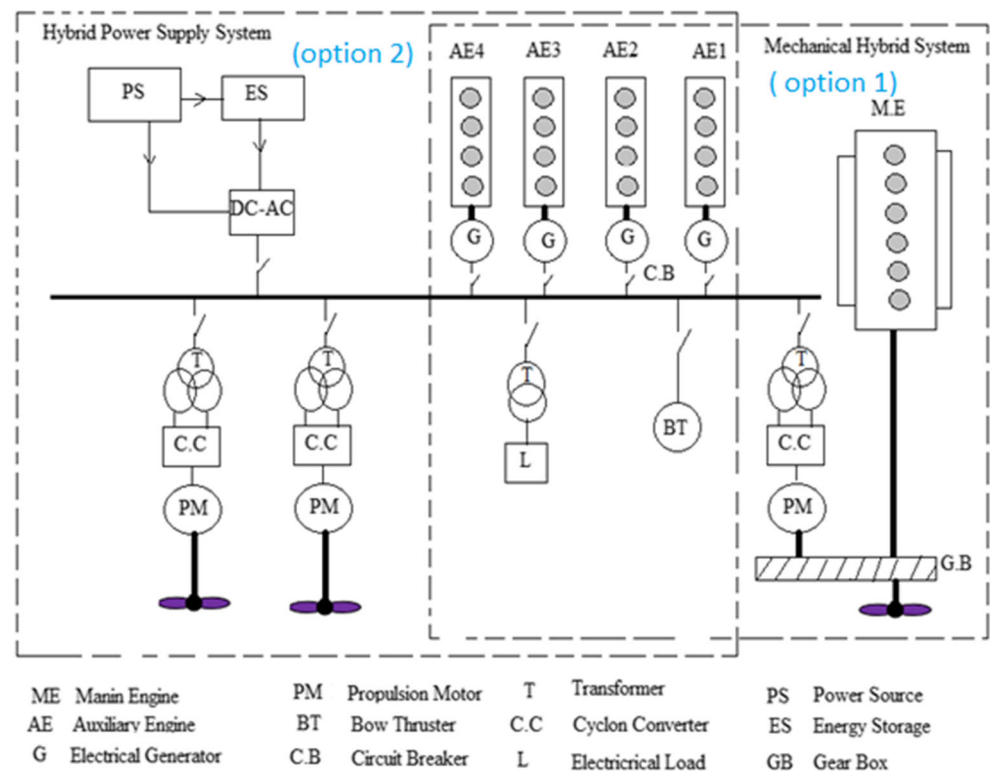 Hybrid Power Supply System
(option 2)
Mechanical Hybrid System
( option 1)
AE4 AE3 AE2 AE1
M.E
PS
ES
DC-AC
G G G G
C.B
T T T T
C.C C.C C.C
L
BT
PM PM PM
G.B
ME Manin Engine
AE Auxiliary Engine
G Electrical Generator
PM Propulsion Motor
BT Bow Thruster
C.B Circuit Breaker
T Transformer
C.C Cyclon Converter
L Electricrical Load
PS Power Source
ES Energy Storage
GB Gear Box